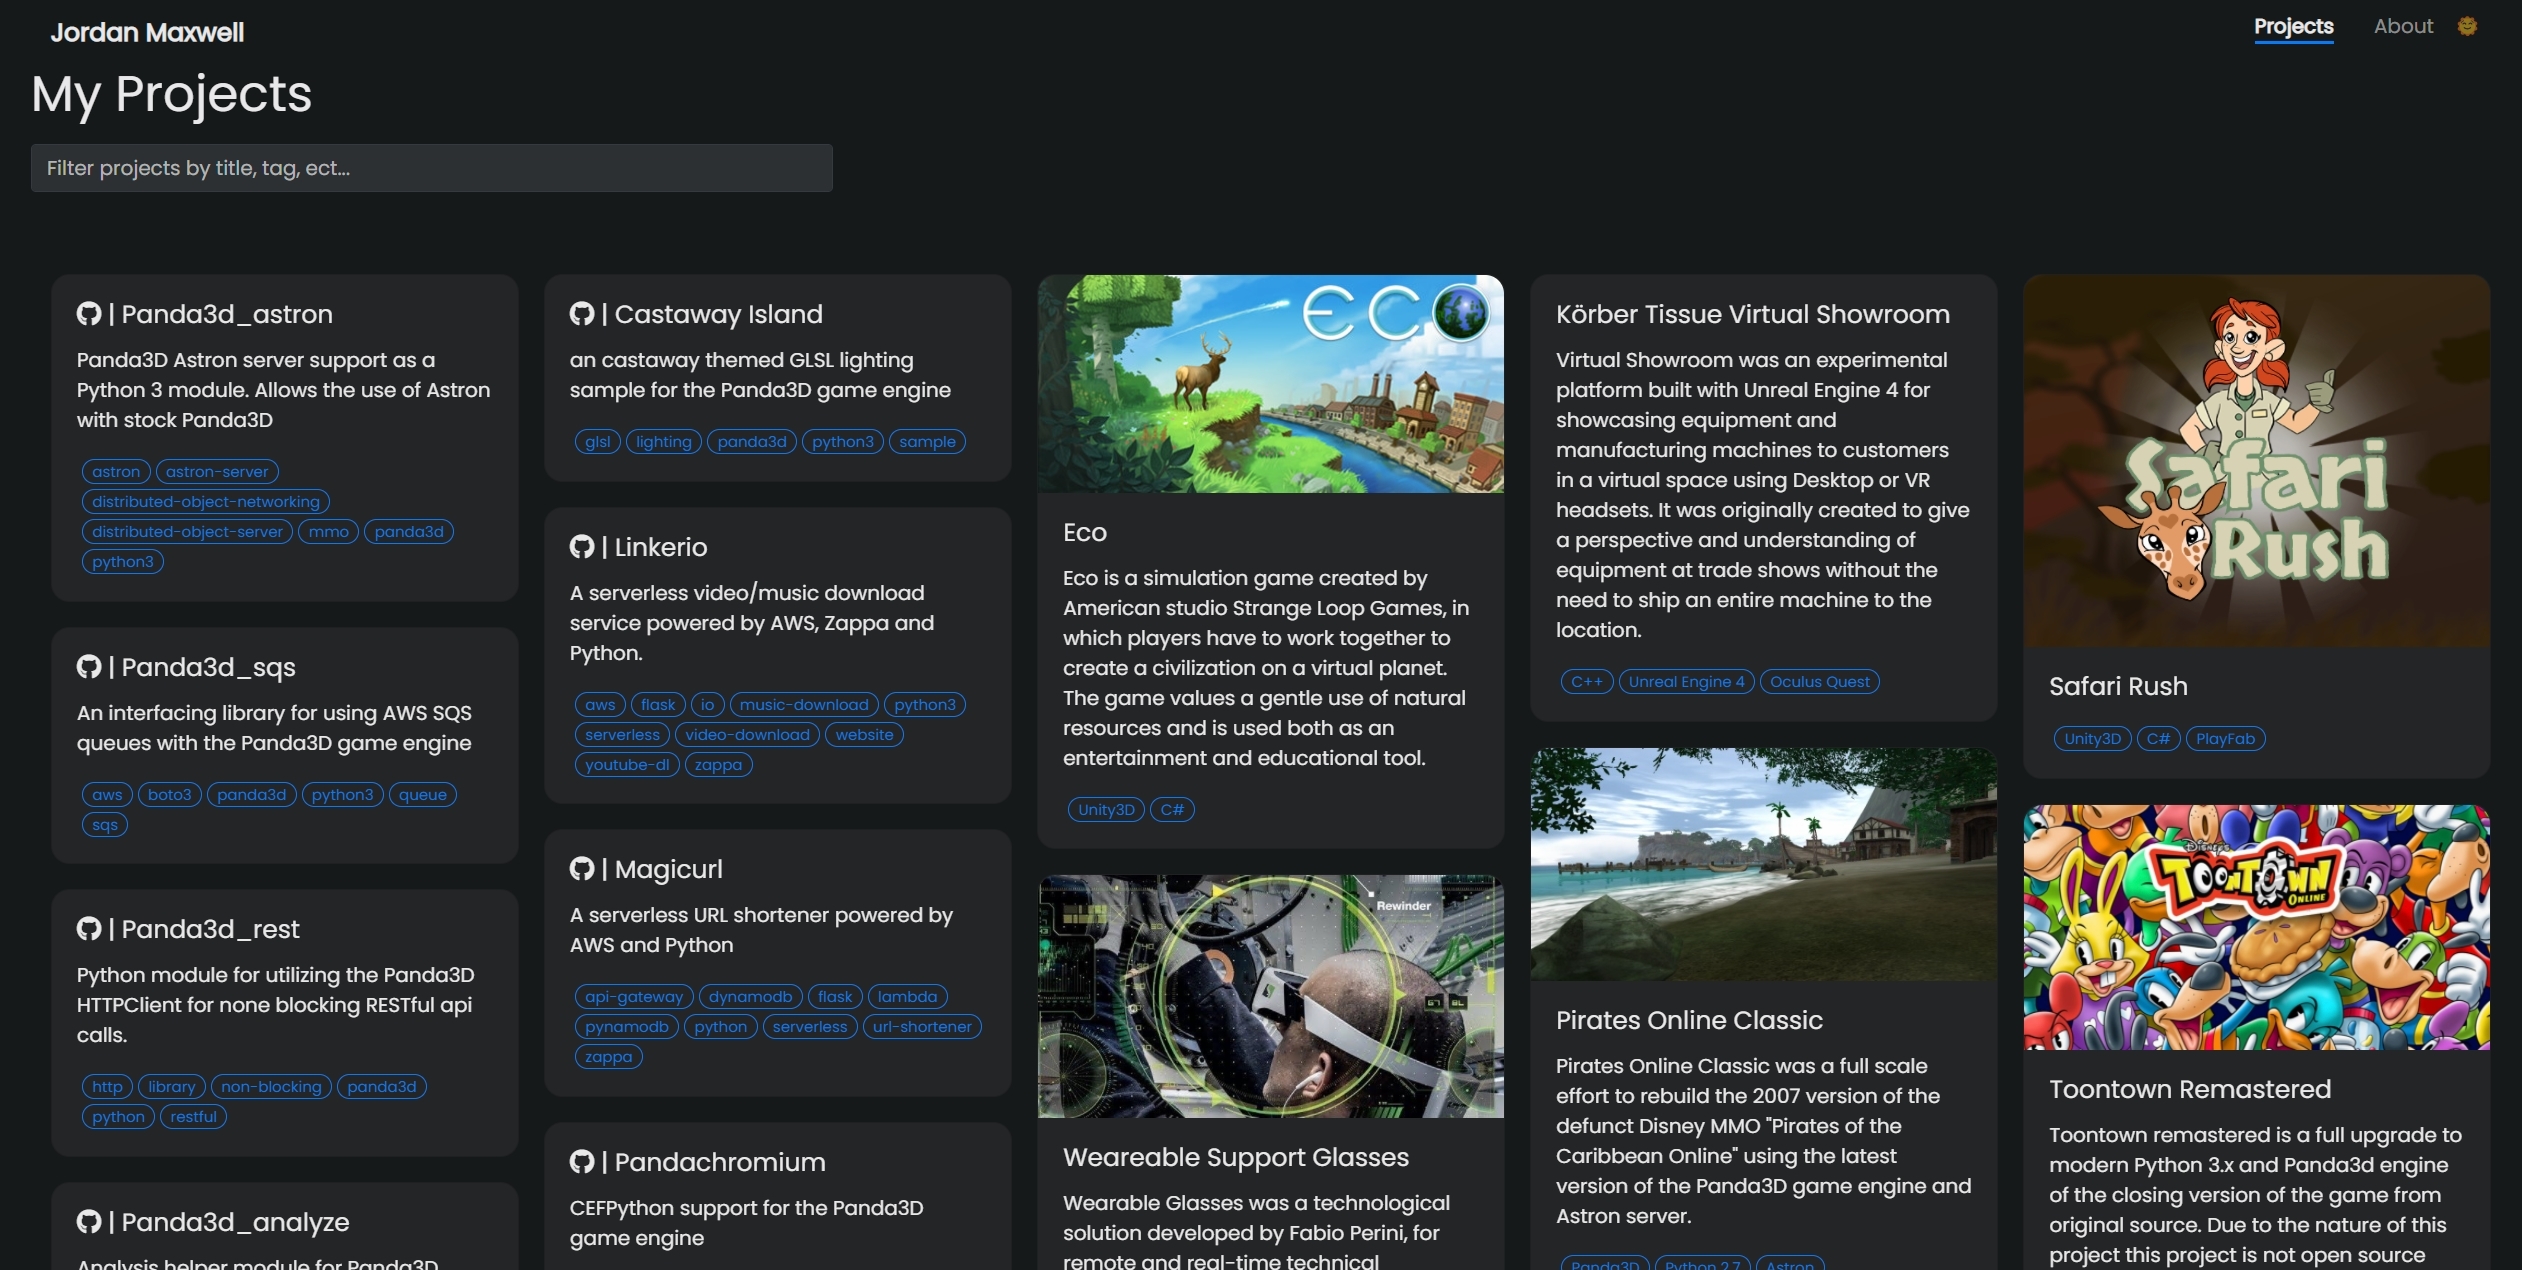 Jordan Maxwell
Projects
About
My Projects
Filter projects by title, tag, ect...
| Panda3d_astron
Panda3D Astron server support as a
Python 3 module. Allows the use of Astron
with stock Panda3D
astron astron-server
distributed-object-networking
distributed-object-server mmo panda3d
python3
| Panda3d_sqs
An interfacing library for using AWS SQS
queues with the Panda3D game engine
aws boto3 panda3d python3 queue
sqs
| Panda3d_rest
Python module for utilizing the Panda3D
HTTPClient for none blocking RESTful api
calls.
http library non-blocking panda3d
python restful
| Panda3d_analyze
Analysis helper module for Panda3D
| Castaway Island
an castaway themed GLSL lighting
sample for the Panda3D game engine
glsl lighting panda3d python3 sample
| Linkerio
A serverless video/music download
service powered by AWS, Zappa and
Python.
aws flask io music-download python3
serverless video-download website
youtube-dl zappa
| Magicurl
A serverless URL shortener powered by
AWS and Python
api-gateway dynamodb flask lambda
pynamodb python serverless url-shortener
zappa
| Pandachromium
CEFPython support for the Panda3D
game engine
ECO
Eco
Eco is a simulation game created by
American studio Strange Loop Games, in
which players have to work together to
create a civilization on a virtual planet.
The game values a gentle use of natural
resources and is used both as an
entertainment and educational tool.
Unity3D C#
Rewinder
Weareable Support Glasses
Wearable Glasses was a technological
solution developed by Fabio Perini, for
remote and real-time technical
Körber Tissue Virtual Showroom
Virtual Showroom was an experimental
platform built with Unreal Engine 4 for
showcasing equipment and
manufacturing machines to customers
in a virtual space using Desktop or VR
headsets. It was originally created to give
a perspective and understanding of
equipment at trade shows without the
need to ship an entire machine to the
location.
C++ Unreal Engine 4 Oculus Quest
Pirates Online Classic
Pirates Online Classic was a full scale
effort to rebuild the 2007 version of the
defunct Disney MMO "Pirates of the
Caribbean Online" using the latest
version of the Panda3D game engine and
Astron server.
Panda3D Python 2.7 Astron
Safari
Rush
Safari Rush
Unity3D C# PlayFab
Disney's
TOONTOWN
ONLINE
Toontown Remastered
Toontown remastered is a full upgrade to
modern Python 3.x and Panda3d engine
of the closing version of the game from
original source. Due to the nature of this
project this project is not open source